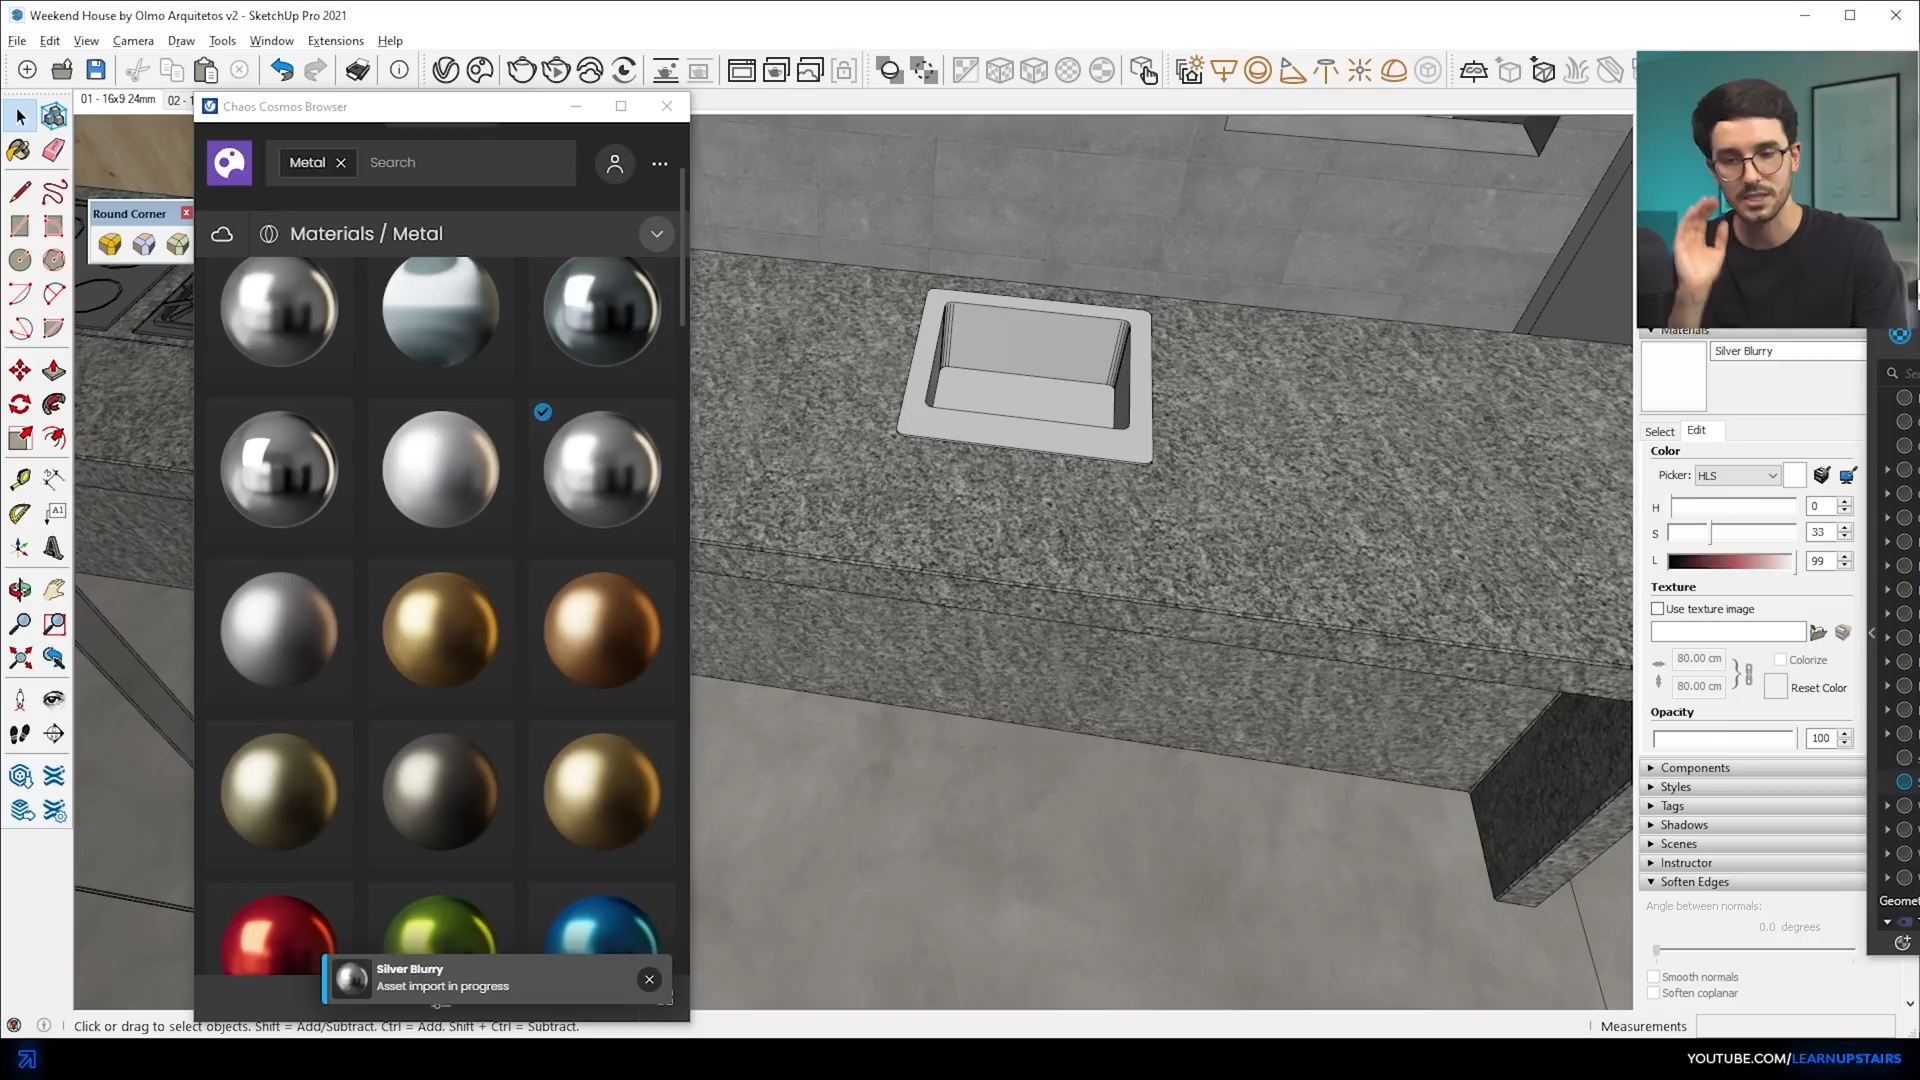 Weekend House by Olmo Arquitetos v2 - SketchUp Pro 2021
File Edit View Camera Draw Tools Window Extensions Help
01 - 16x9 24mm 02 - 1
Chaos Cosmos Browser
Round Corner
Metal Search
Materials / Metal
Silver Blurry
Asset import in progress
Materials
Silver Blurry
Select Edit
Color
Picker: HLS
H 0
S 33
L 99
Texture
Use texture image
80.00 cm Colorize
80.00 cm Reset Color
Opacity
100
Components
Styles
Tags
Shadows
Scenes
Instructor
Soften Edges
Angle between normals:
0.0 degrees
Smooth normals
Soften coplanar
Geomet
Click or drag to select objects. Shift = Add/Subtract. Ctrl = Add. Shift + Ctrl = Subtract.
Measurements
YOUTUBE.COM/LEARNUPSTAIRS